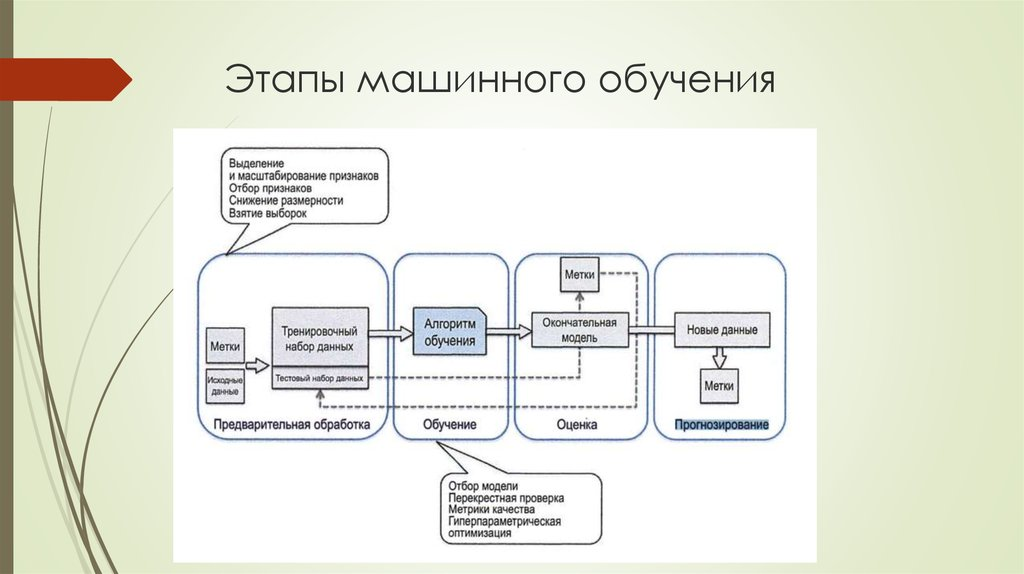 Этапы машинного обучения
Выделение
и масштабирование признаков
Отбор признаков
Снижение размерности
Взятие выборок
Метки
Исходные
данные
Тренировочный
набор данных
Тестовый набор данных
Предварительная обработка
Алгоритм
обучения
Обучение
Метки
Окончательная
модель
Оценка
Новые данные
Метки
Прогнозирование
Отбор модели
Перекрестная проверка
Метрики качества
Гиперпараметрическая
оптимизация